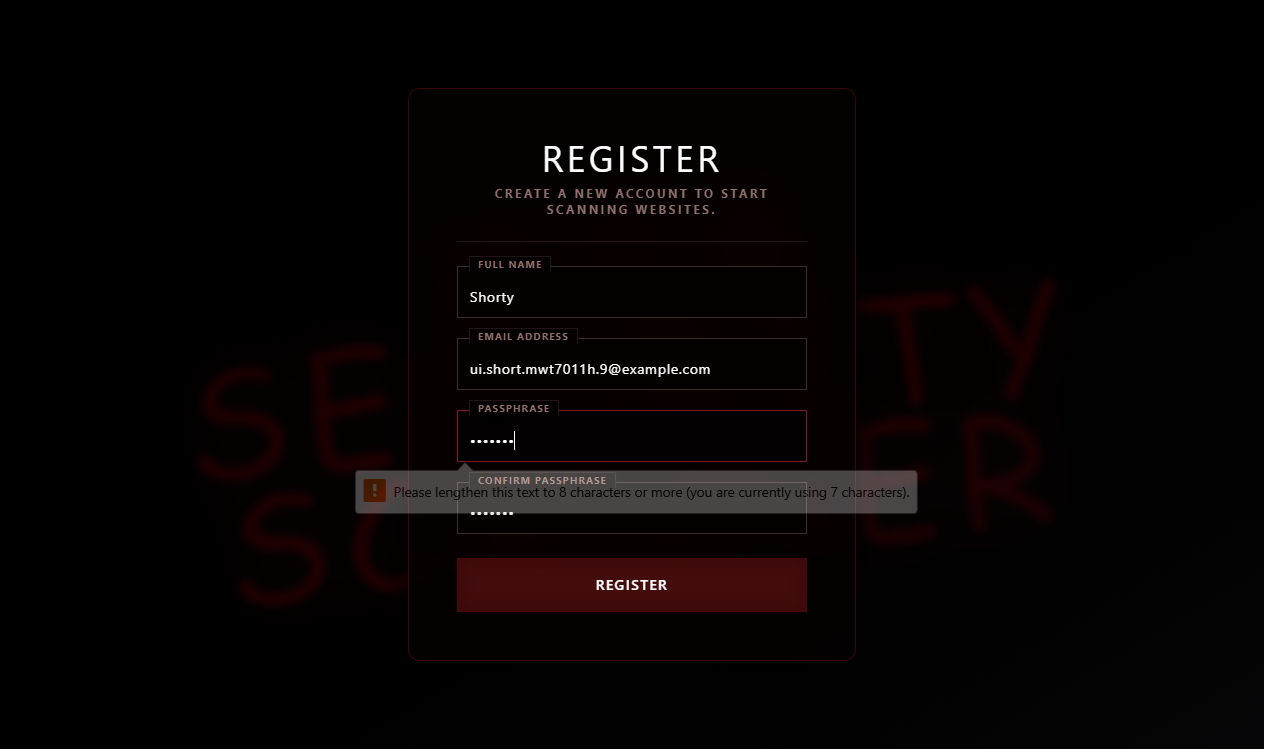 REGISTER
CREATE A NEW ACCOUNT TO START
SCANNING WEBSITES.
FULL NAME
Shorty
EMAIL ADDRESS
ui.short.mwt7011h.9@example.com
PASSPHRASE
•••••••
CONFIRM PASSPHRASE
Please lengthen this text to 8 characters or more (you are currently using 7 characters).
•••••••
REGISTER